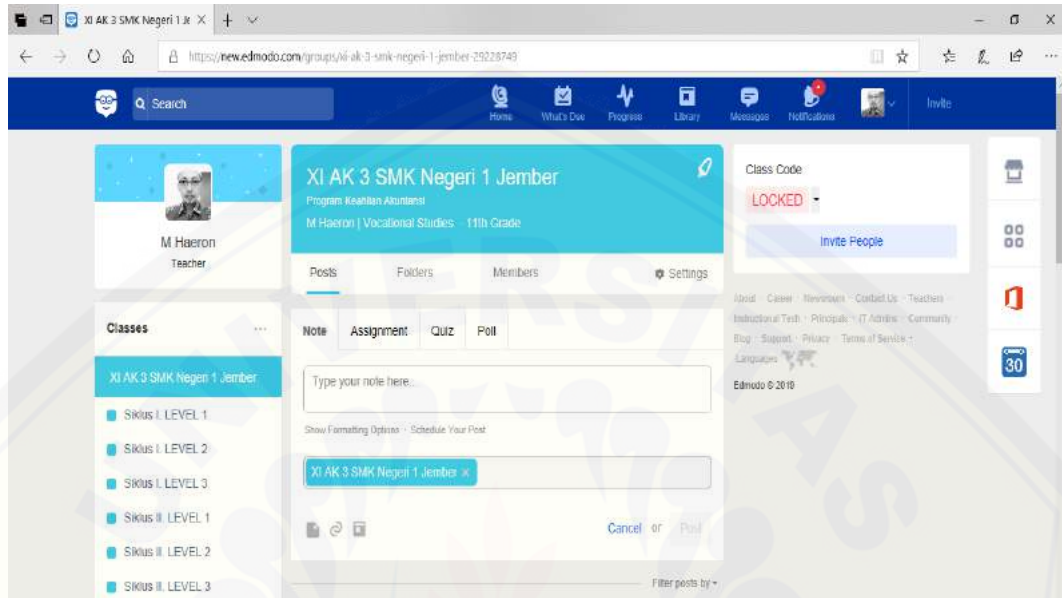 XI AK 3 SMK Negeri 1 Je
https://new.edmodo.com/groups/xi-ak-3-smk-negeri-1-jember-29228749
Search
Home
What's Due
Progress
Library
Messages
Notifications
Invite
M Haeron
Teacher
Classes
XI AK 3 SMK Negeri 1 Jember
Siklus I. LEVEL 1
Siklus I. LEVEL 2
Siklus I. LEVEL 3
Siklus II. LEVEL 1
Siklus II. LEVEL 2
Siklus II. LEVEL 3
XI AK 3 SMK Negeri 1 Jember
Program Keahlian Akuntansi
M Haeron | Vocational Studies - 11th Grade
Posts Folders Members Settings
Note Assignment Quiz Poll
Type your note here...
Show Formatting Options · Schedule Your Post
XI AK 3 SMK Negeri 1 Jember ×
Cancel or Post
Filter posts by
Class Code
LOCKED
Invite People
About · Career · Newsroom · Contact Us · Teachers ·
Instructional Tech · Principals · IT Admins · Community ·
Blog · Support · Privacy · Terms of Service ·
Languages
Edmodo © 2019
30
UNIVERSITAS